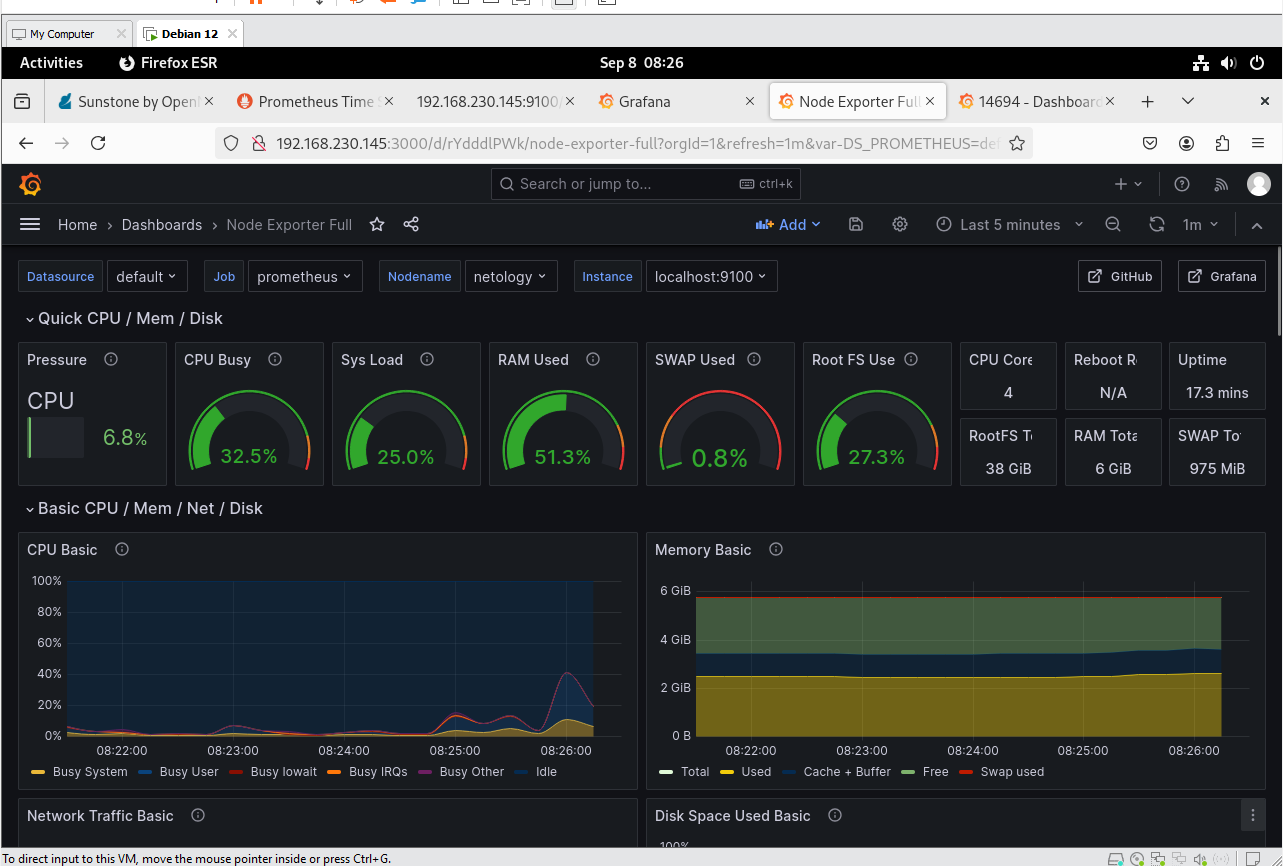 My Computer
Debian 12
Activities
Firefox ESR
Sep 8 08:26
Sunstone by OpenN
Prometheus Time S
192.168.230.145:9100/
Grafana
Node Exporter Full
14694 - Dashboard
192.168.230.145:3000/d/rYdddlPWk/node-exporter-full?orgId=1&refresh=1m&var-DS_PROMETHEUS=def
Search or jump to...
ctrl+k
Home › Dashboards › Node Exporter Full
Add
Last 5 minutes
1m
Datasource default
Job prometheus
Nodename netology
Instance localhost:9100
GitHub
Grafana
Quick CPU / Mem / Disk
Pressure
CPU
6.8%
CPU Busy
32.5%
Sys Load
25.0%
RAM Used
51.3%
SWAP Used
0.8%
Root FS Use
27.3%
CPU Core
4
Reboot R
N/A
Uptime
17.3 mins
RootFS To
38 GiB
RAM Tota
6 GiB
SWAP To
975 MiB
Basic CPU / Mem / Net / Disk
CPU Basic
100%
80%
60%
40%
20%
0%
08:22:00 08:23:00 08:24:00 08:25:00 08:26:00
Busy System Busy User Busy Iowait Busy IRQs Busy Other Idle
Memory Basic
6 GiB
4 GiB
2 GiB
0 B
08:22:00 08:23:00 08:24:00 08:25:00 08:26:00
Total Used Cache + Buffer Free Swap used
Network Traffic Basic
Disk Space Used Basic
100%
To direct input to this VM, move the mouse pointer inside or press Ctrl+G.